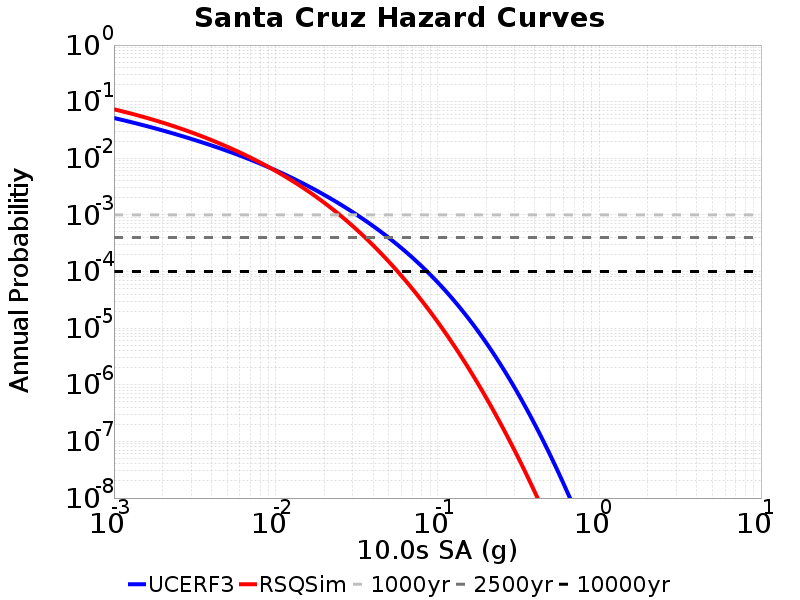 Santa Cruz Hazard Curves
Annual Probabilitiy
10^0
10^-1
10^-2
10^-3
10^-4
10^-5
10^-6
10^-7
10^-8
10^-3 10^-2 10^-1 10^0 10^1
10.0s SA (g)
UCERF3 RSQSim 1000yr 2500yr 10000yr